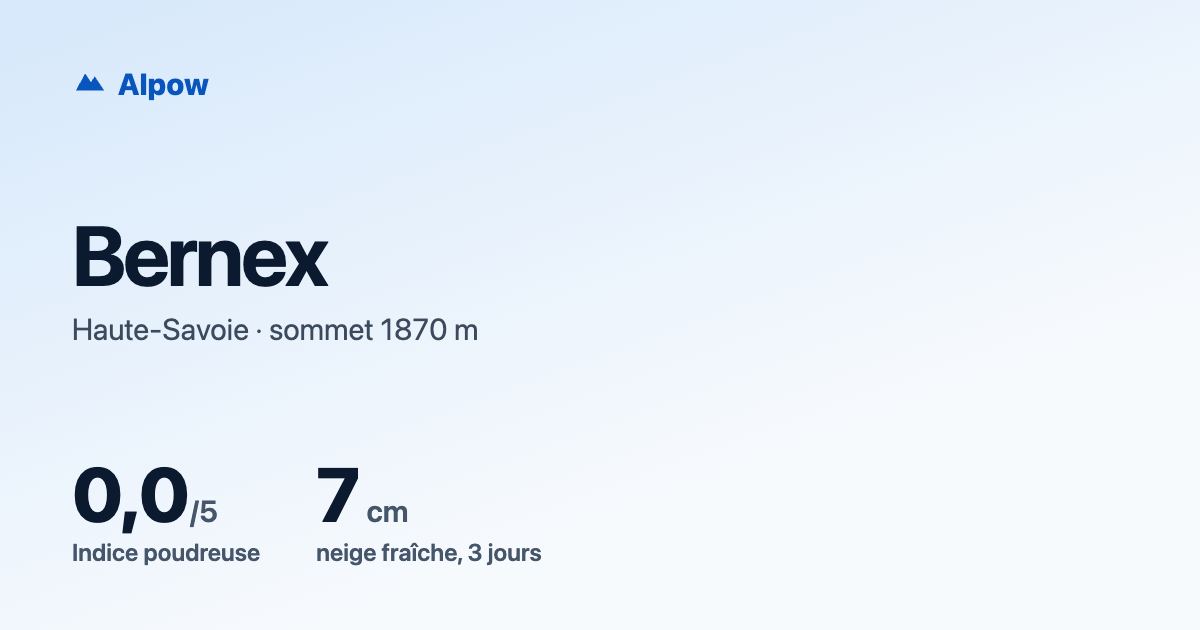 Alpow
Bernex
Haute-Savoie · sommet 1870 m
0,0/5
Indice poudreuse
7 cm
neige fraîche, 3 jours